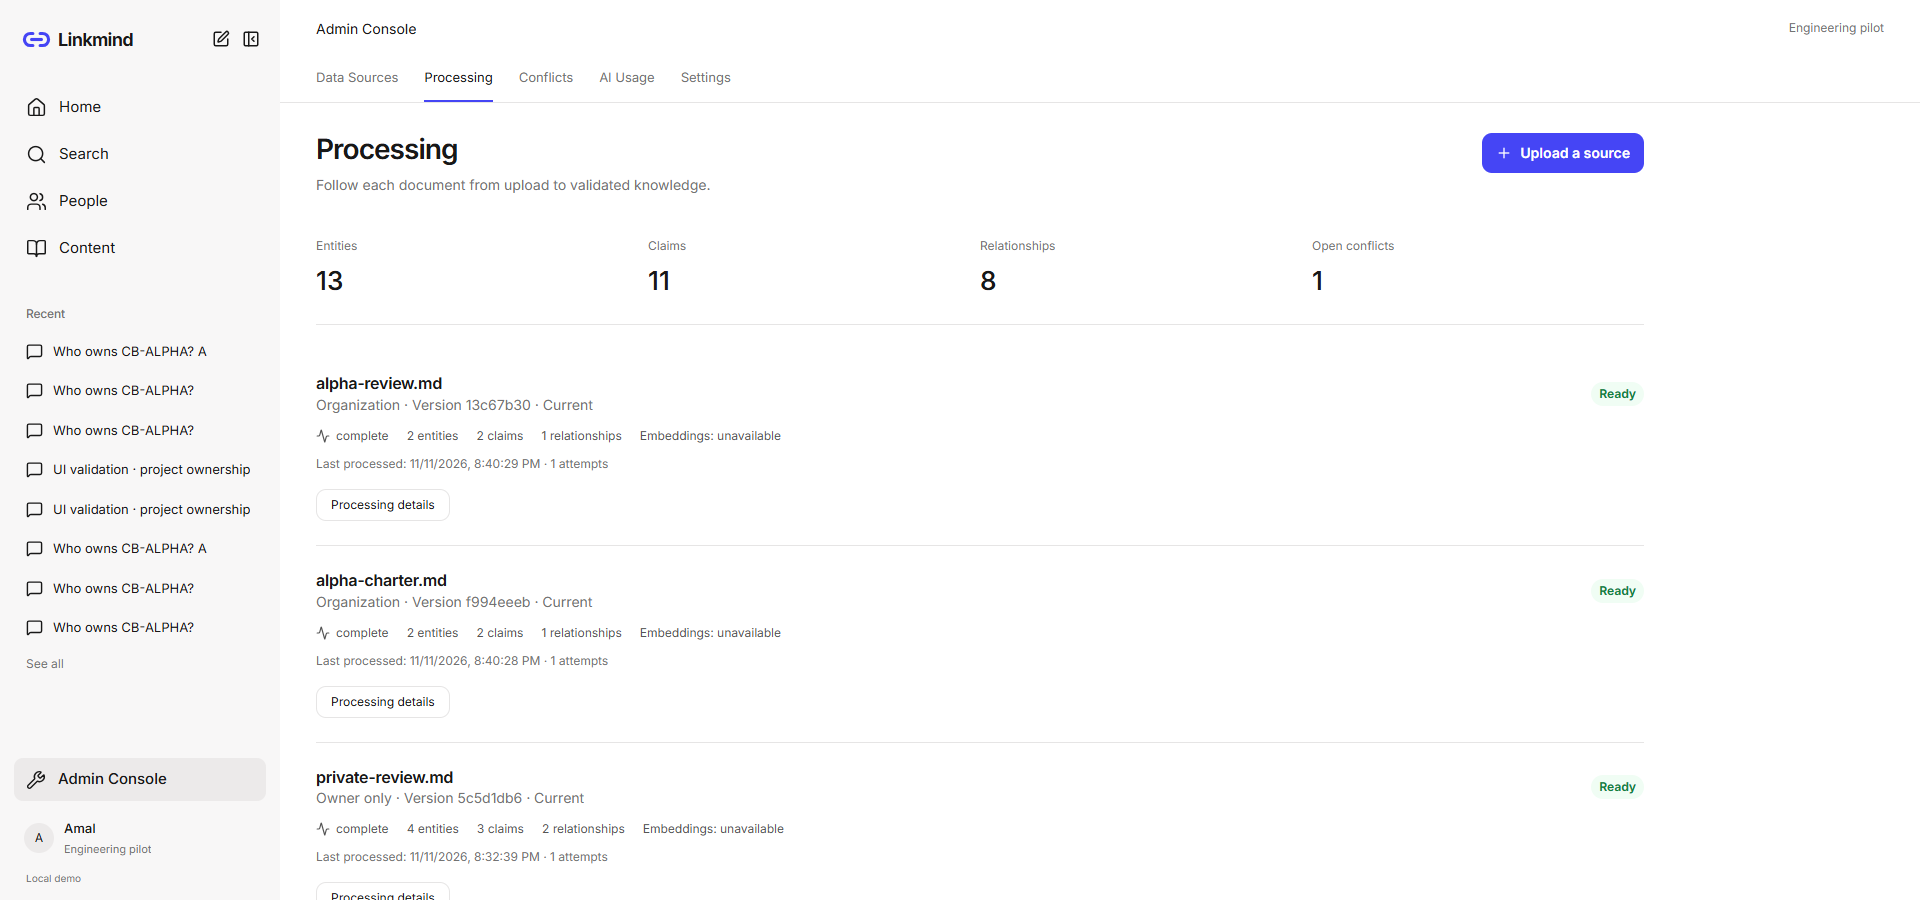 Linkmind
Home
Search
People
Content
Recent
Who owns CB-ALPHA? A
Who owns CB-ALPHA?
Who owns CB-ALPHA?
UI validation · project ownership
UI validation · project ownership
Who owns CB-ALPHA? A
Who owns CB-ALPHA?
Who owns CB-ALPHA?
See all
Admin Console
A
Amal
Engineering pilot
Local demo
Admin Console
Engineering pilot
Data Sources Processing Conflicts AI Usage Settings
Processing
+ Upload a source
Follow each document from upload to validated knowledge.
Entities Claims Relationships Open conflicts
13 11 8 1
alpha-review.md
Ready
Organization · Version 13c67b30 · Current
complete 2 entities 2 claims 1 relationships Embeddings: unavailable
Last processed: 11/11/2026, 8:40:29 PM · 1 attempts
Processing details
alpha-charter.md
Ready
Organization · Version f994eeeb · Current
complete 2 entities 2 claims 1 relationships Embeddings: unavailable
Last processed: 11/11/2026, 8:40:28 PM · 1 attempts
Processing details
private-review.md
Ready
Owner only · Version 5c5d1db6 · Current
complete 4 entities 3 claims 2 relationships Embeddings: unavailable
Last processed: 11/11/2026, 8:32:39 PM · 1 attempts
Processing details